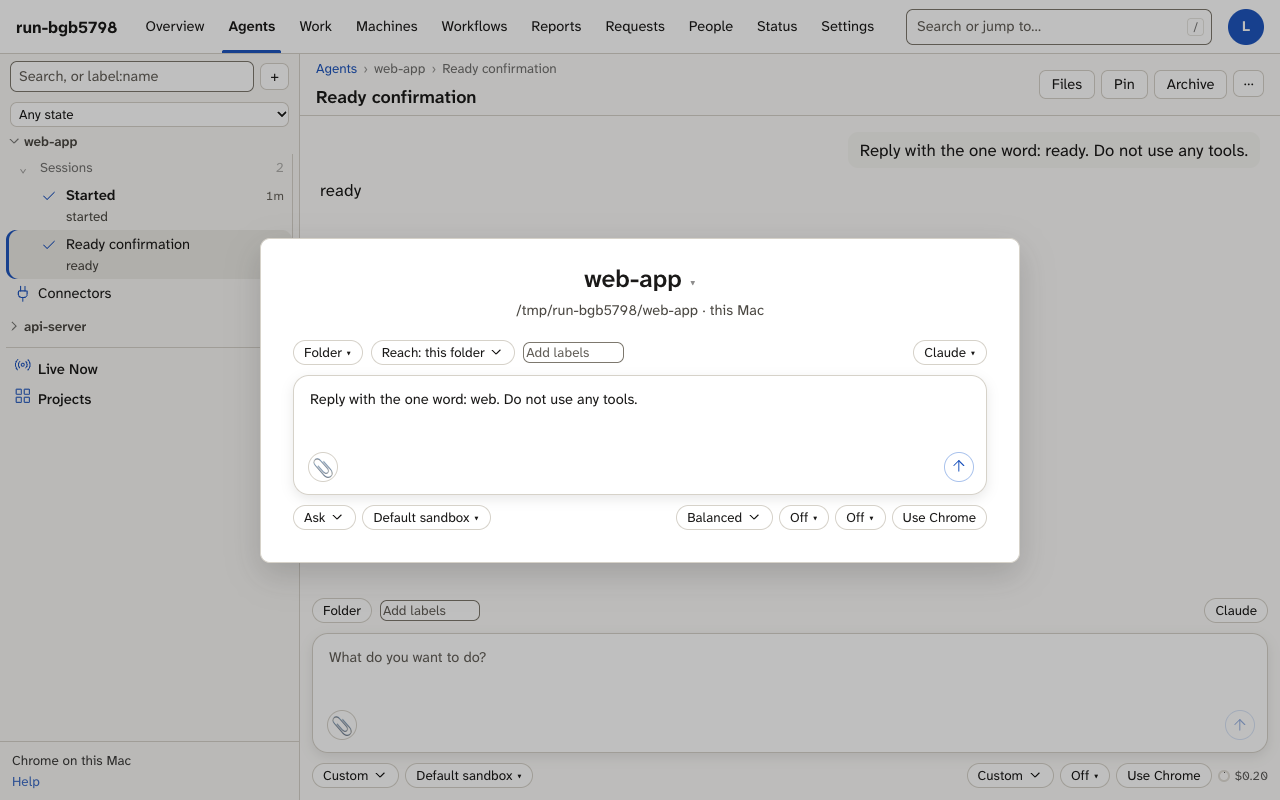 run-bgb5798 Overview Agents Work Machines Workflows Reports Requests People Status Settings Search or jump to... / L
Search, or label:name +
Any state
web-app
Sessions 2
Started 1m
started
Ready confirmation
ready
Connectors
api-server
Live Now
Projects
Chrome on this Mac
Help
Agents › web-app › Ready confirmation
Ready confirmation
Files Pin Archive ...
Reply with the one word: ready. Do not use any tools.
ready
web-app
/tmp/run-bgb5798/web-app · this Mac
Folder Reach: this folder Add labels Claude
Reply with the one word: web. Do not use any tools.
Ask Default sandbox Balanced Off Off Use Chrome
Folder Add labels Claude
What do you want to do?
Custom Default sandbox Custom Off Use Chrome $0.20